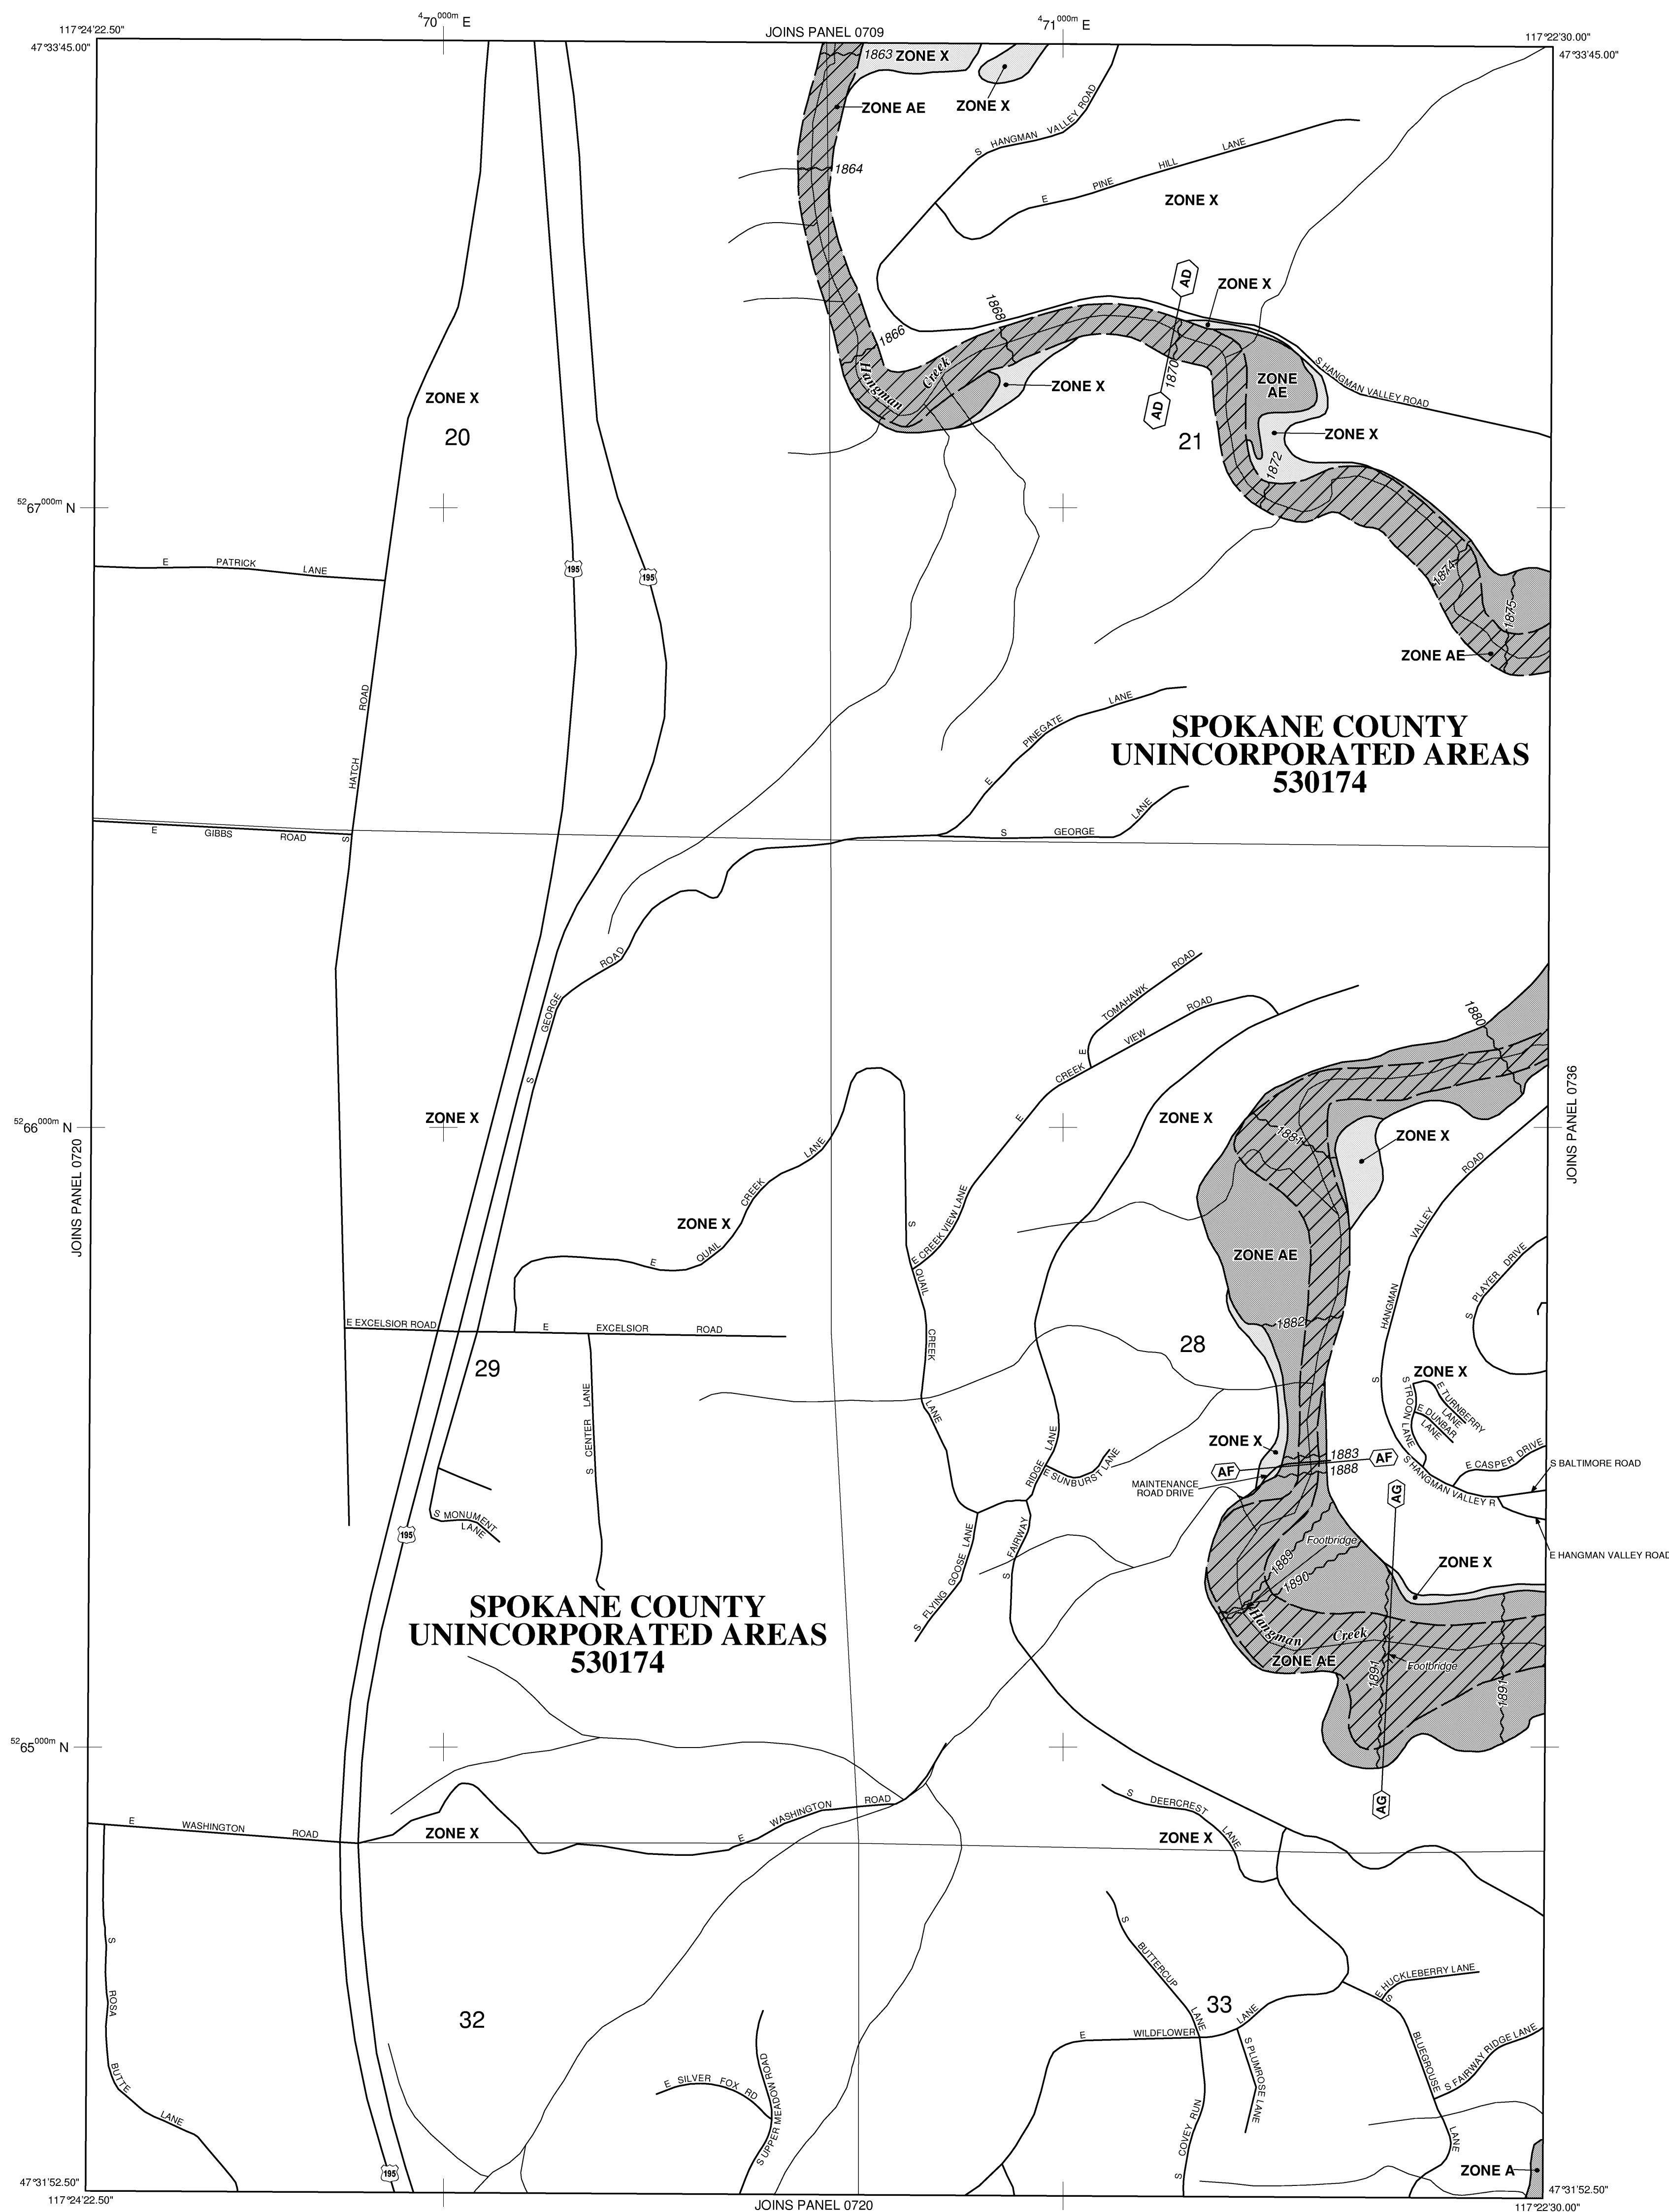 117°24'22.50"
470000m E
JOINS PANEL 0709
471000m E
117°22'30.00"
47°33'45.00"
47°33'45.00"
1863
ZONE X
ZONE AE
ZONE X
S HANGMAN VALLEY ROAD
1864
E PINE HILL LANE
ZONE X
AD
ZONE X
1868
1866
Hangman Creek
ZONE X
1870
AD
ZONE AE
S HANGMAN VALLEY ROAD
ZONE X
20
21
ZONE X
1872
5267000m N
E PATRICK LANE
195
195
1874
1875
ZONE AE
HATCH ROAD
S
E PINEGATE LANE
SPOKANE COUNTY
UNINCORPORATED AREAS
530174
E GIBBS ROAD
S GEORGE LANE
S GEORGE ROAD
E TOMAHAWK ROAD
E CREEK VIEW ROAD
1880
JOINS PANEL 0736
5266000m N
JOINS PANEL 0720
ZONE X
ZONE X
1881
ZONE X
E QUAIL CREEK LANE
ZONE X
E CREEK VIEW LANE
S QUAIL CREEK LANE
ZONE AE
S HANGMAN VALLEY ROAD
S PLAYER DRIVE
E EXCELSIOR ROAD
E EXCELSIOR ROAD
1882
28
29
ZONE X
S TROON LANE
E TURNBERRY LANE
E DUNBAR LANE
S CENTER LANE
ZONE X
1883
AF
AF
1888
E CASPER DRIVE
S BALTIMORE ROAD
S HANGMAN VALLEY R
E SUNBURST LANE
MAINTENANCE
ROAD DRIVE
AG
S FAIRWAY RIDGE LANE
S MONUMENT LANE
195
S FLYING GOOSE LANE
Footbridge
1889
1890
ZONE X
E HANGMAN VALLEY ROAD
SPOKANE COUNTY
UNINCORPORATED AREAS
530174
Hangman Creek
ZONE AE
Footbridge
1891
1891
5265000m N
AG
E WASHINGTON ROAD
ZONE X
E WASHINGTON ROAD
S DEERCREST LANE
ZONE X
S ROSA BUTTE LANE
S BUTTERCUP LANE
E HUCKLEBERRY LANE
32
33
E WILDFLOWER LANE
S PLUMROSE LANE
S BLUEGROUSE LANE
S FAIRWAY RIDGE LANE
E SILVER FOX RD
S UPPER MEADOW ROAD
S COVEY RUN
195
ZONE A
47°31'52.50"
47°31'52.50"
117°24'22.50"
JOINS PANEL 0720
117°22'30.00"